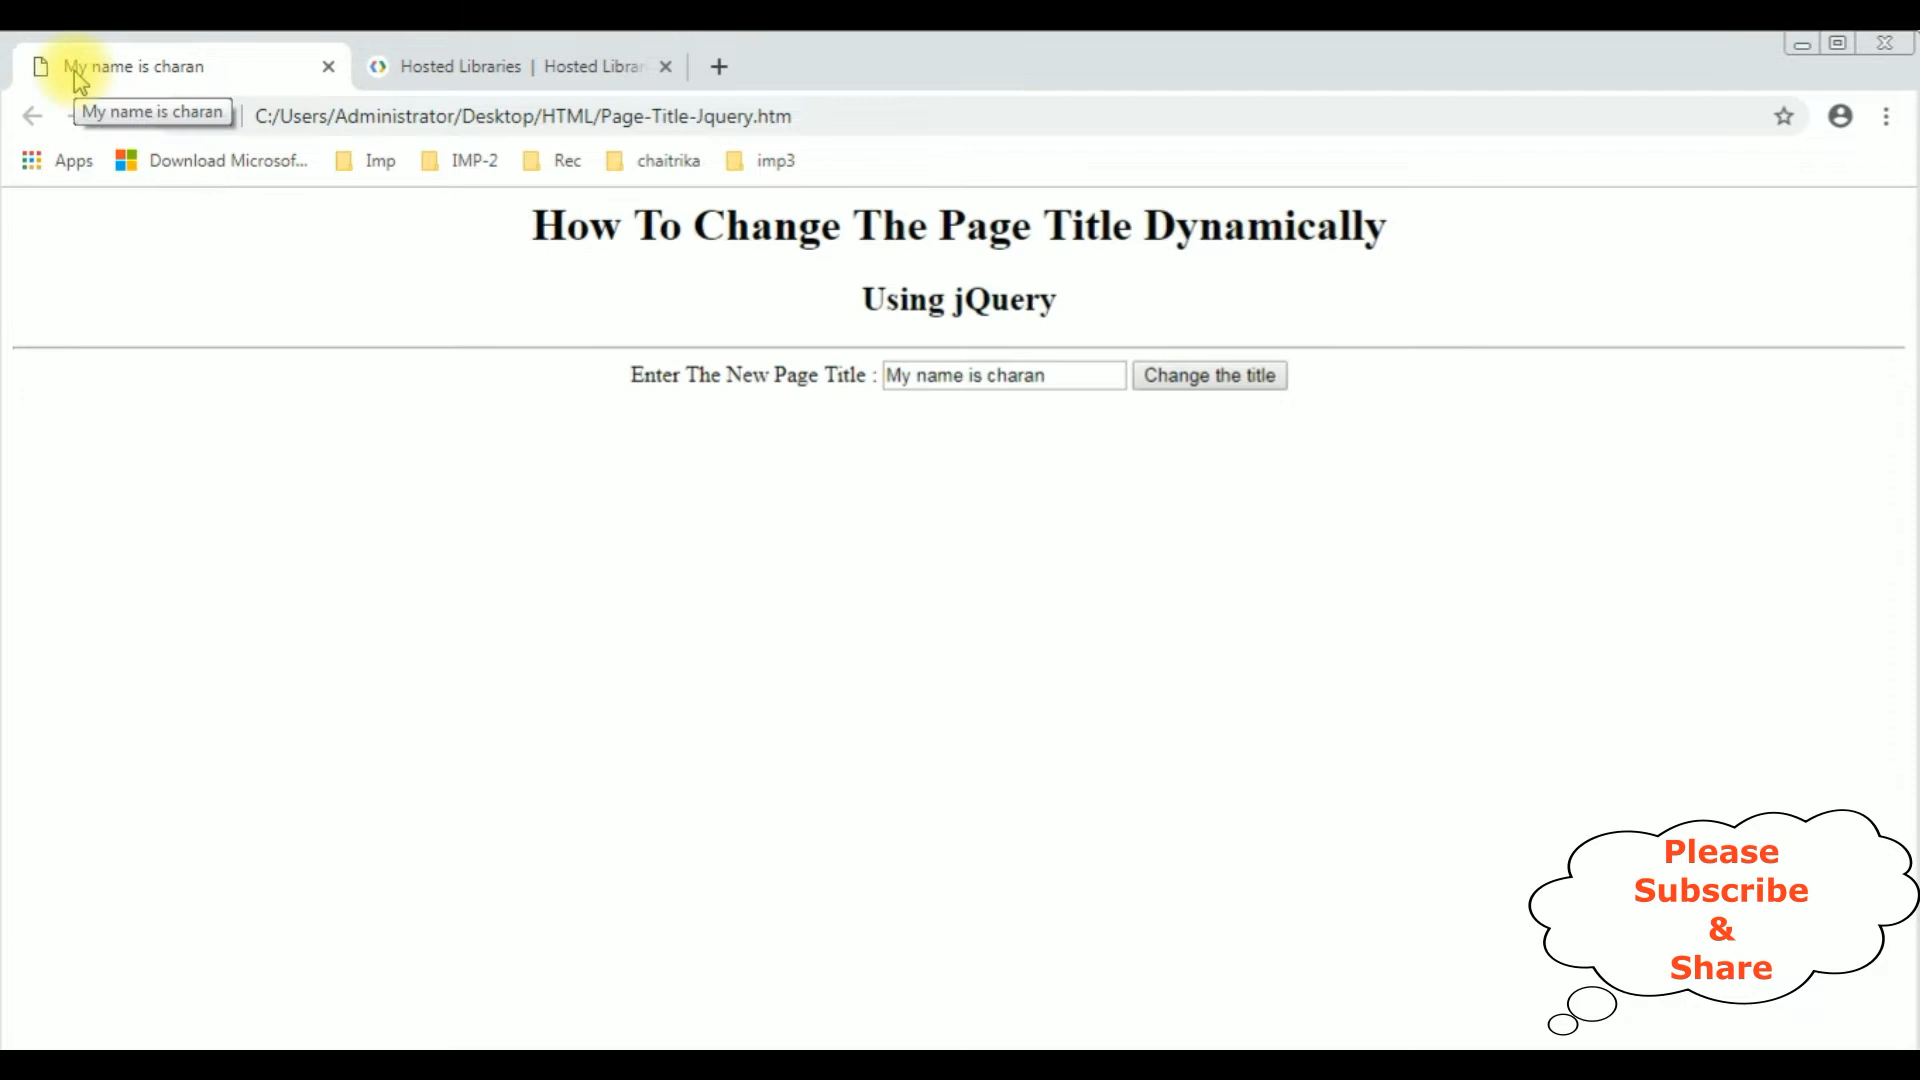 My name is charan
Hosted Libraries | Hosted Librar
My name is charan
C:/Users/Administrator/Desktop/HTML/Page-Title-Jquery.htm
Apps Download Microsof... Imp IMP-2 Rec chaitrika imp3
How To Change The Page Title Dynamically
Using jQuery
Enter The New Page Title : My name is charan Change the title
Please
Subscribe
&
Share